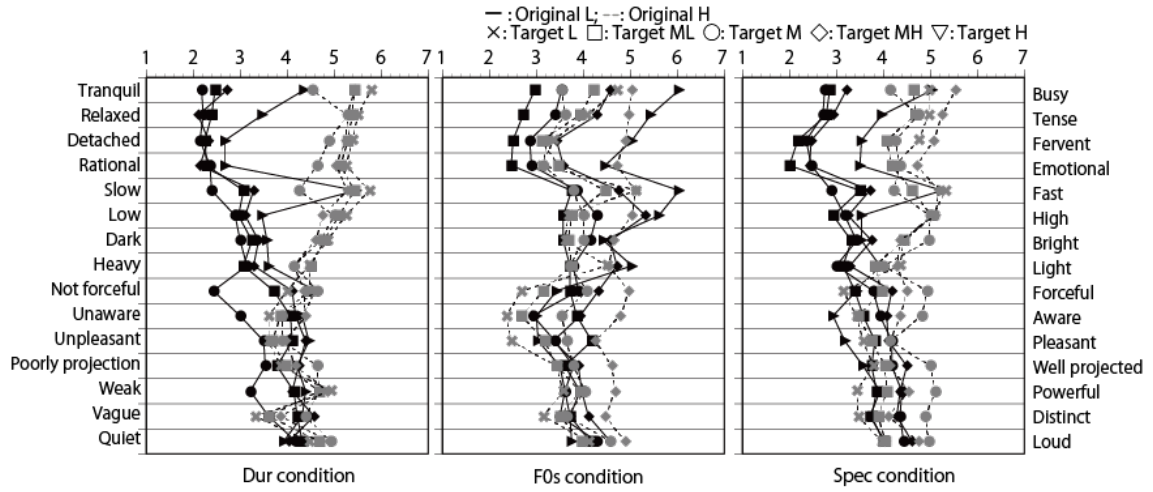 — : Original L; --- : Original H
×: Target L □: Target ML ○: Target M ◇: Target MH ▽: Target H
1 2 3 4 5 6 7 1 2 3 4 5 6 7 1 2 3 4 5 6 7
Tranquil Busy
Relaxed Tense
Detached Fervent
Rational Emotional
Slow Fast
Low High
Dark Bright
Heavy Light
Not forceful Forceful
Unaware Aware
Unpleasant Pleasant
Poorly projection Well projected
Weak Powerful
Vague Distinct
Quiet Loud
Dur condition F0s condition Spec condition